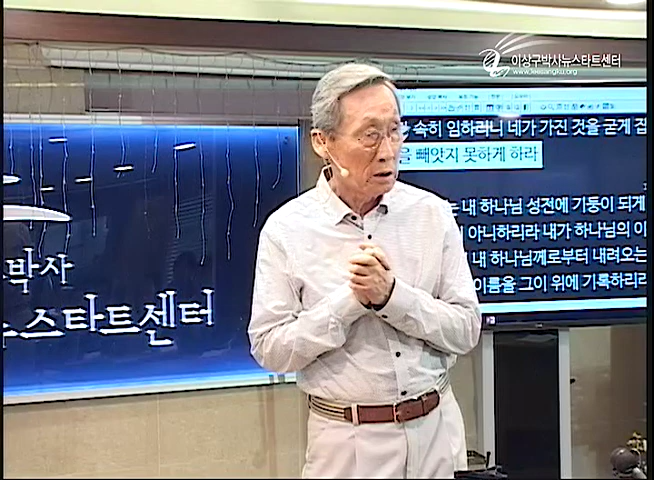 이상구박사뉴스타트센터
www.leesangku.org
속히 임하리니 네가 가진 것을 굳게 잡
을 빼앗지 못하게 하라
는 내 하나님 성전에 기둥이 되게
아니하리라 내가 하나님의 이
내 하나님께로부터 내려오는
이름을 그이 위에 기록하리라
박사
뉴스타트센터